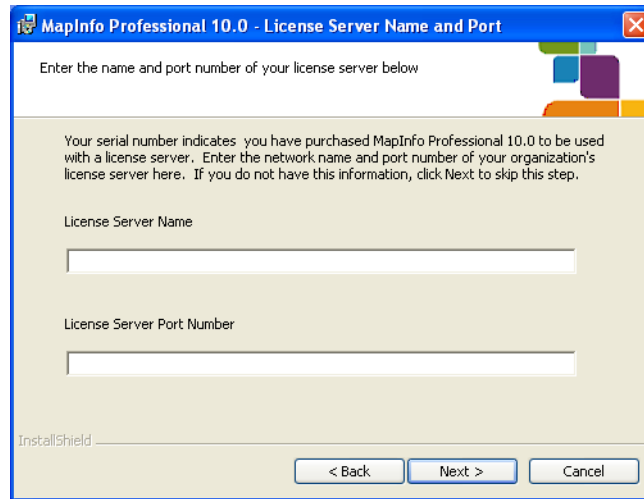 MapInfo Professional 10.0 - License Server Name and Port
Enter the name and port number of your license server below
Your serial number indicates  you have purchased MapInfo Professional 10.0 to be used
with a license server.  Enter the network name and port number of your organization's
license server here.  If you do not have this information, click Next to skip this step.
License Server Name
License Server Port Number
InstallShield
< Back
Next >
Cancel